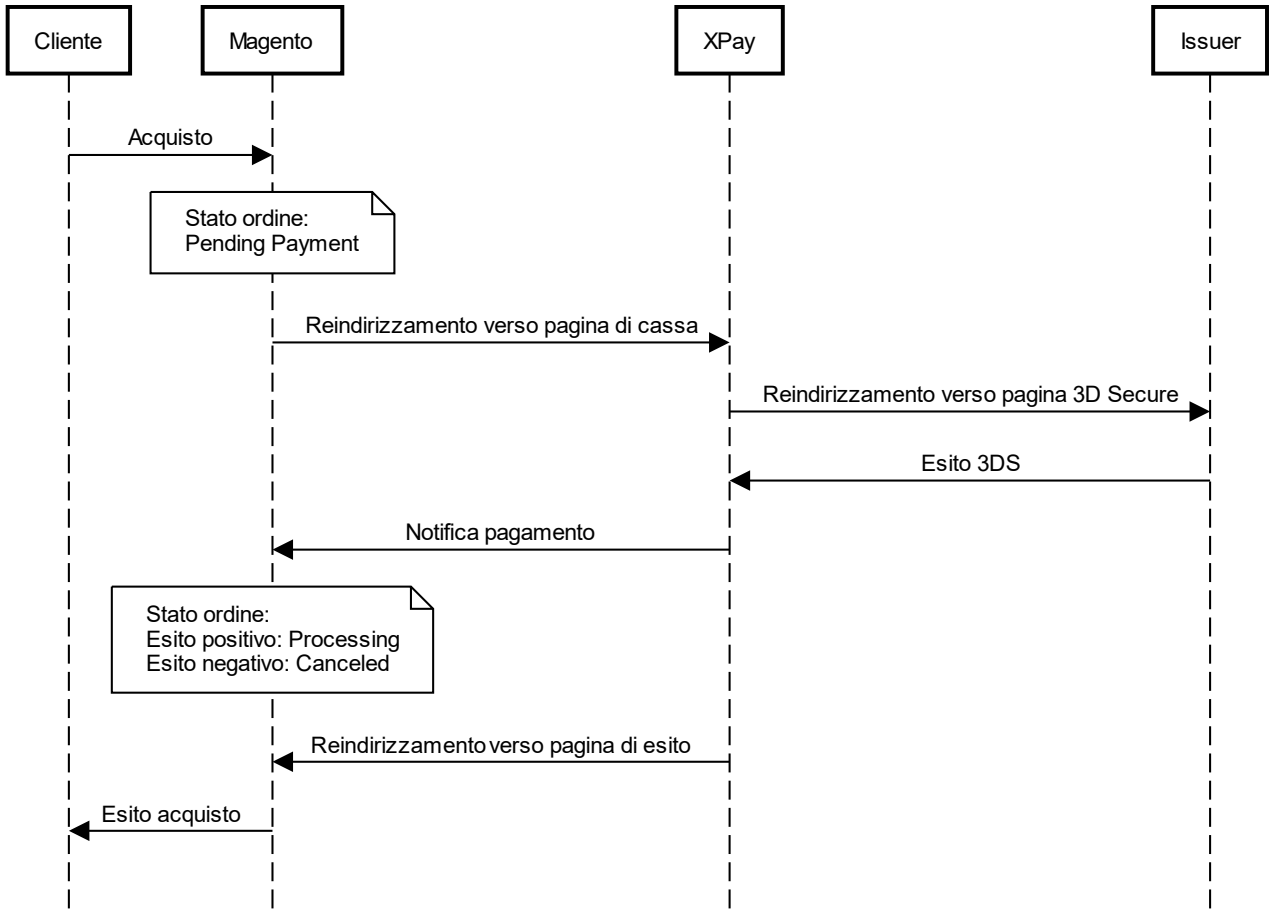 Cliente
Magento
XPay
Issuer
Acquisto
Stato ordine:
Pending Payment
Reindirizzamento verso pagina di cassa
Reindirizzamento verso pagina 3D Secure
Esito 3DS
Notifica pagamento
Stato ordine:
Esito positivo: Processing
Esito negativo: Canceled
Reindirizzamento verso pagina di esito
Esito acquisto